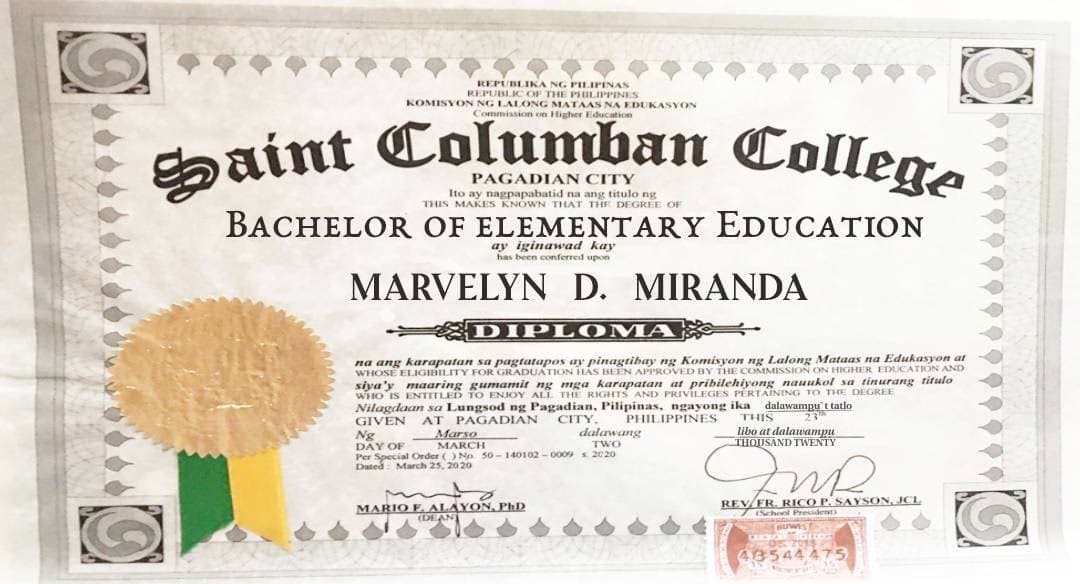 REPUBLIKA NG PILIPINAS
REPUBLIC OF THE PHILIPPINES
KOMISYON NG LALONG MATAAS NA EDUKASYON
Commission on Higher Education
Saint Columban College
PAGADIAN CITY
Ito ay nagpapabatid na ang titulo ng
THIS MAKES KNOWN THAT THE DEGREE OF
BACHELOR OF ELEMENTARY EDUCATION
ay iginawad kay
has been conferred upon
MARVELYN D. MIRANDA
DIPLOMA
na ang karapatan sa pagtatapos ay pinagtibay ng Komisyon ng Lalong Mataas na Edukasyon at
WHOSE ELIGIBILITY FOR GRADUATION HAS BEEN APPROVED BY THE COMMISSION ON HIGHER EDUCATION AND
siya'y maaring gumamit ng mga karapatan at pribilehiyong nauukol sa tinurang titulo
WHO IS ENTITLED TO ENJOY ALL THE RIGHTS AND PRIVILEGES PERTAINING TO THE DEGREE
Nilagdaan sa Lungsod ng Pagadian, Pilipinas, ngayong ika dalawampu`t tatlo
GIVEN AT PAGADIAN CITY, PHILIPPINES THIS 23th
Ng Marso dalawang libo at dalawampu
DAY OF MARCH TWO THOUSAND TWENTY
Per Special Order ( ) No. 50 – 140102 – 0009 s. 2020
Dated : March 25, 2020
MARIO E. ALAYON, PhD
(DEAN)
REV. FR. RICO P. SAYSON, JCL
(School President)
4B544475